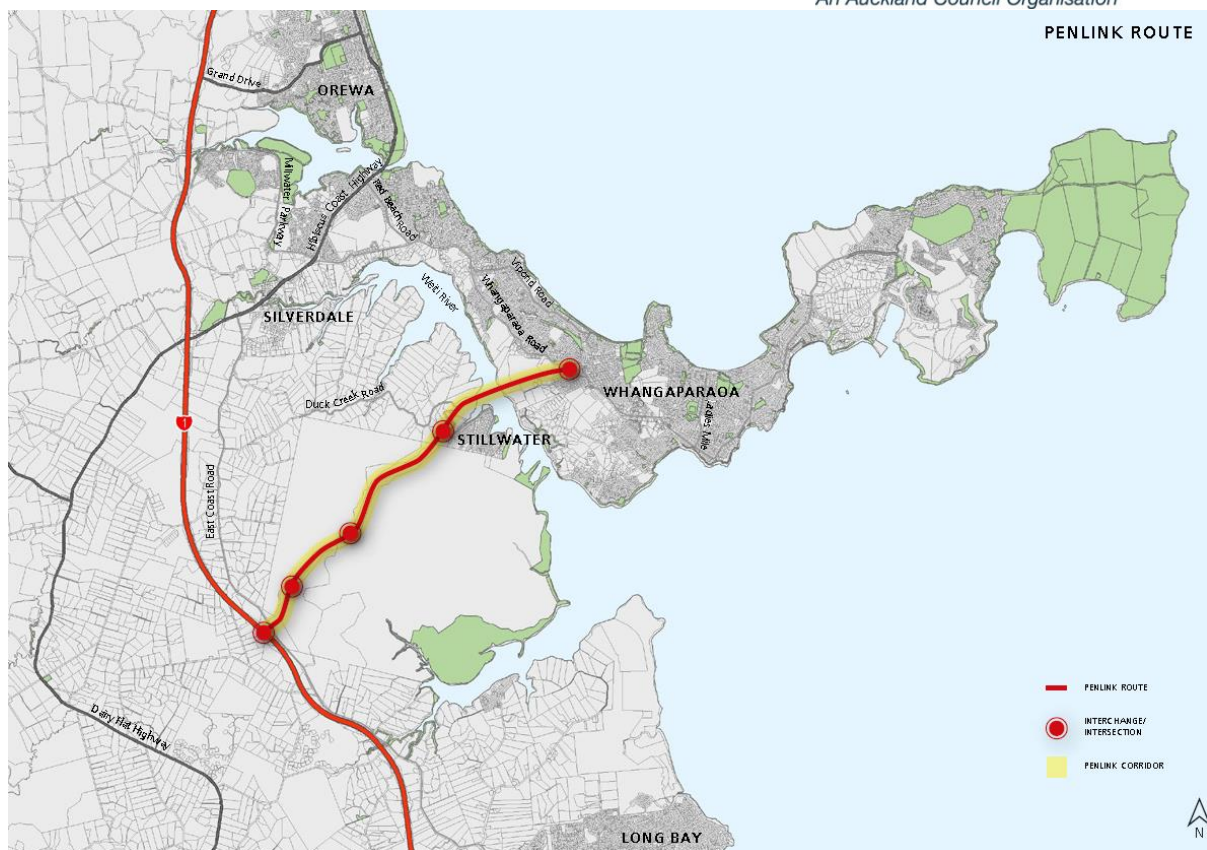 An Auckland Council Organisation
PENLINK ROUTE
Grand Drive
OREWA
Millwater Parkway
Hibiscus Coast Highway
Red Beach Road
Weiti River
Vipond Road
Whangaparaoa Road
SILVERDALE
WHANGAPARAOA
Duck Creek Road
Ladies Mile
STILLWATER
1
East Coast Road
Dairy Flat Highway
PENLINK ROUTE
INTERCHANGE/
INTERSECTION
PENLINK CORRIDOR
LONG BAY
N